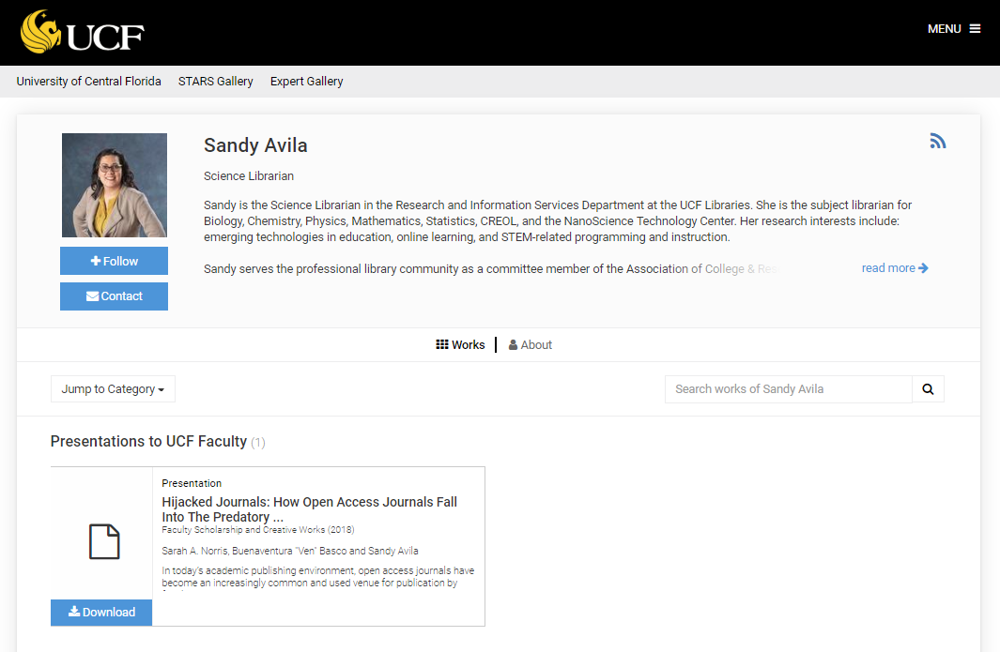 UCF
MENU
University of Central Florida STARS Gallery Expert Gallery
Sandy Avila
Science Librarian
Sandy is the Science Librarian in the Research and Information Services Department at the UCF Libraries. She is the subject librarian for
Biology, Chemistry, Physics, Mathematics, Statistics, CREOL, and the NanoScience Technology Center. Her research interests include:
emerging technologies in education, online learning, and STEM-related programming and instruction.
Sandy serves the professional library community as a committee member of the Association of College & Res
read more
Follow
Contact
Works About
Jump to Category
Search works of Sandy Avila
Presentations to UCF Faculty (1)
Presentation
Hijacked Journals: How Open Access Journals Fall
Into The Predatory ...
Faculty Scholarship and Creative Works (2018)
Sarah A. Norris, Buenaventura "Ven" Basco and Sandy Avila
In today's academic publishing environment, open access journals have
become an increasingly common and used venue for publication by
Download